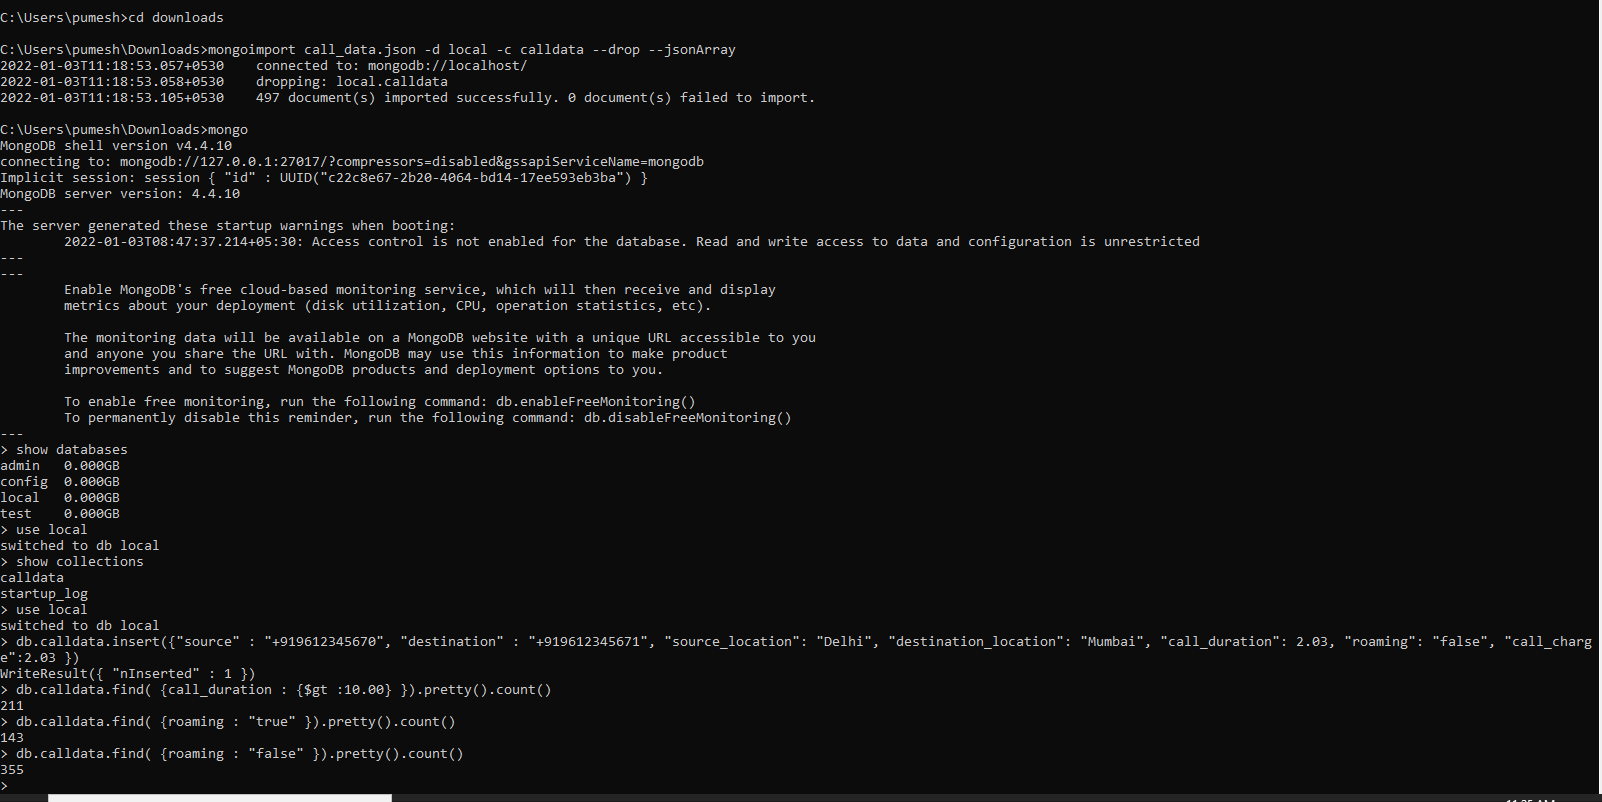 C:\Users\pumesh>cd downloads
C:\Users\pumesh\Downloads>mongoimport call_data.json -d local -c calldata --drop --jsonArray
2022-01-03T11:18:53.057+0530    connected to: mongodb://localhost/
2022-01-03T11:18:53.058+0530    dropping: local.calldata
2022-01-03T11:18:53.105+0530    497 document(s) imported successfully. 0 document(s) failed to import.
C:\Users\pumesh\Downloads>mongo
MongoDB shell version v4.4.10
connecting to: mongodb://127.0.0.1:27017/?compressors=disabled&gssapiServiceName=mongodb
Implicit session: session { "id" : UUID("c22c8e67-2b20-4064-bd14-17ee593eb3ba") }
MongoDB server version: 4.4.10
---
The server generated these startup warnings when booting:
        2022-01-03T08:47:37.214+05:30: Access control is not enabled for the database. Read and write access to data and configuration is unrestricted
---
---
        Enable MongoDB's free cloud-based monitoring service, which will then receive and display
        metrics about your deployment (disk utilization, CPU, operation statistics, etc).
        The monitoring data will be available on a MongoDB website with a unique URL accessible to you
        and anyone you share the URL with. MongoDB may use this information to make product
        improvements and to suggest MongoDB products and deployment options to you.
        To enable free monitoring, run the following command: db.enableFreeMonitoring()
        To permanently disable this reminder, run the following command: db.disableFreeMonitoring()
---
> show databases
admin   0.000GB
config  0.000GB
local   0.000GB
test    0.000GB
> use local
switched to db local
> show collections
calldata
startup_log
> use local
switched to db local
> db.calldata.insert({"source" : "+919612345670", "destination" : "+919612345671", "source_location": "Delhi", "destination_location": "Mumbai", "call_duration": 2.03, "roaming": "false", "call_charg
e":2.03 })
WriteResult({ "nInserted" : 1 })
> db.calldata.find( {call_duration : {$gt :10.00} }).pretty().count()
211
> db.calldata.find( {roaming : "true" }).pretty().count()
143
> db.calldata.find( {roaming : "false" }).pretty().count()
355
>